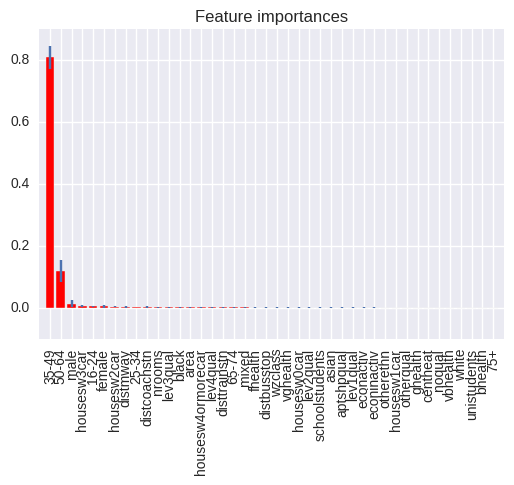 Feature importances
0.8
0.6
0.4
0.2
0.0
35-49
50-64
male
housesw3car
16-24
female
housesw2car
distmway
25-34
distcoachstn
nrooms
lev3qual
black
area
housesw4ormorecar
lev4qual
disttrainstn
65-74
mixed
fhealth
distbusstop
wzclass
vghealth
housesw0car
lev2qual
schoolstudents
asian
aptshpqual
lev1qual
econactiv
econinactiv
otherethn
housesw1car
otherqual
ghealth
centheat
noqual
vbhealth
white
unistudents
bhealth
75+